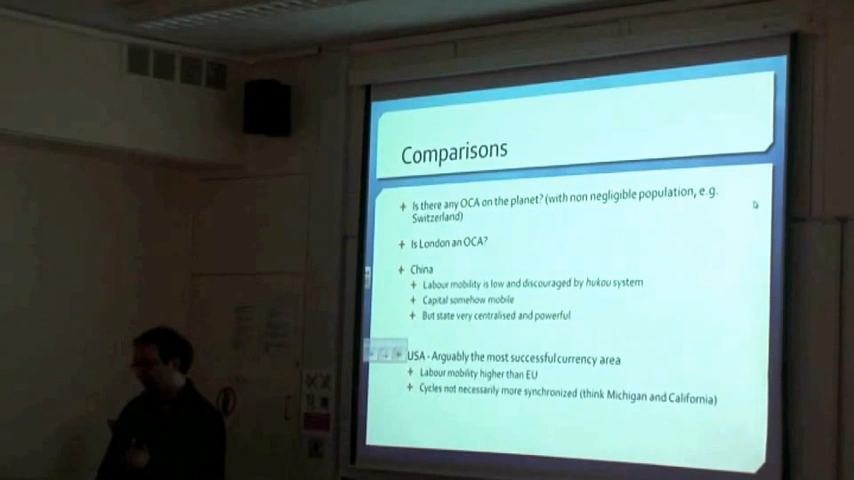 Comparisons
Is there any OCA on the planet? (with non negligible population, e.g.
Switzerland)
Is London an OCA?
China
Labour mobility is low and discouraged by hukou system
Capital somehow mobile
But state very centralised and powerful
USA - Arguably the most successful currency area
Labour mobility higher than EU
Cycles not necessarily more synchronized (think Michigan and California)